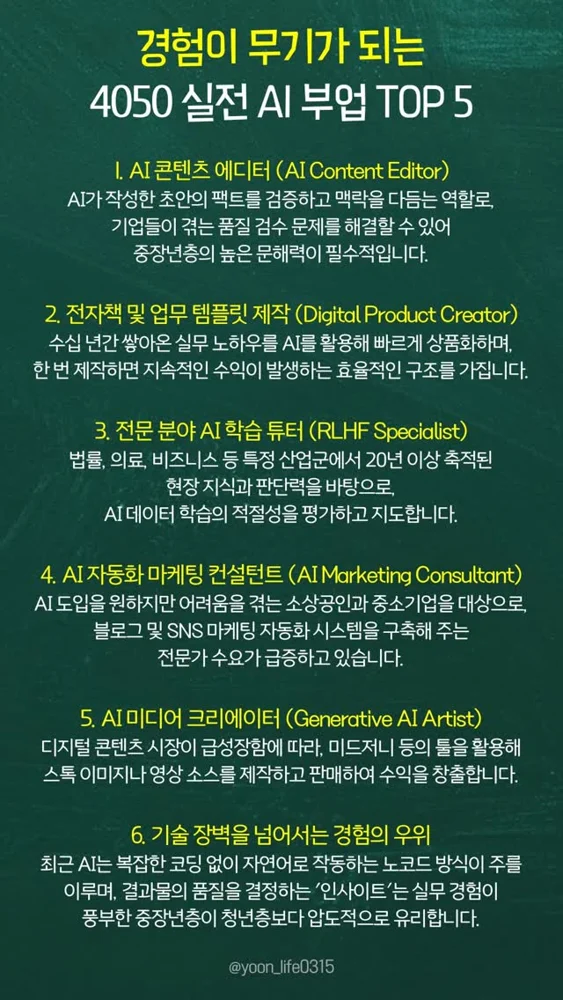 경험이 무기가 되는
4050 실전 AI 부업 TOP 5
1. AI 콘텐츠 에디터 (AI Content Editor)
AI가 작성한 초안의 팩트를 검증하고 맥락을 다듬는 역할로,
기업들이 겪는 품질 검수 문제를 해결할 수 있어
중장년층의 높은 문해력이 필수적입니다.
2. 전자책 및 업무 템플릿 제작 (Digital Product Creator)
수십 년간 쌓아온 실무 노하우를 AI를 활용해 빠르게 상품화하며,
한 번 제작하면 지속적인 수익이 발생하는 효율적인 구조를 가집니다.
3. 전문 분야 AI 학습 튜터 (RLHF Specialist)
법률, 의료, 비즈니스 등 특정 산업군에서 20년 이상 축적된
현장 지식과 판단력을 바탕으로,
AI 데이터 학습의 적절성을 평가하고 지도합니다.
4. AI 자동화 마케팅 컨설턴트 (AI Marketing Consultant)
AI 도입을 원하지만 어려움을 겪는 소상공인과 중소기업을 대상으로,
블로그 및 SNS 마케팅 자동화 시스템을 구축해 주는
전문가 수요가 급증하고 있습니다.
5. AI 미디어 크리에이터 (Generative AI Artist)
디지털 콘텐츠 시장이 급성장함에 따라, 미드저니 등의 툴을 활용해
스톡 이미지나 영상 소스를 제작하고 판매하여 수익을 창출합니다.
6. 기술 장벽을 넘어서는 경험의 우위
최근 AI는 복잡한 코딩 없이 자연어로 작동하는 노코드 방식이 주를
이루며, 결과물의 품질을 결정하는 '인사이트'는 실무 경험이
풍부한 중장년층이 청년층보다 압도적으로 유리합니다.
@yoon_life0315